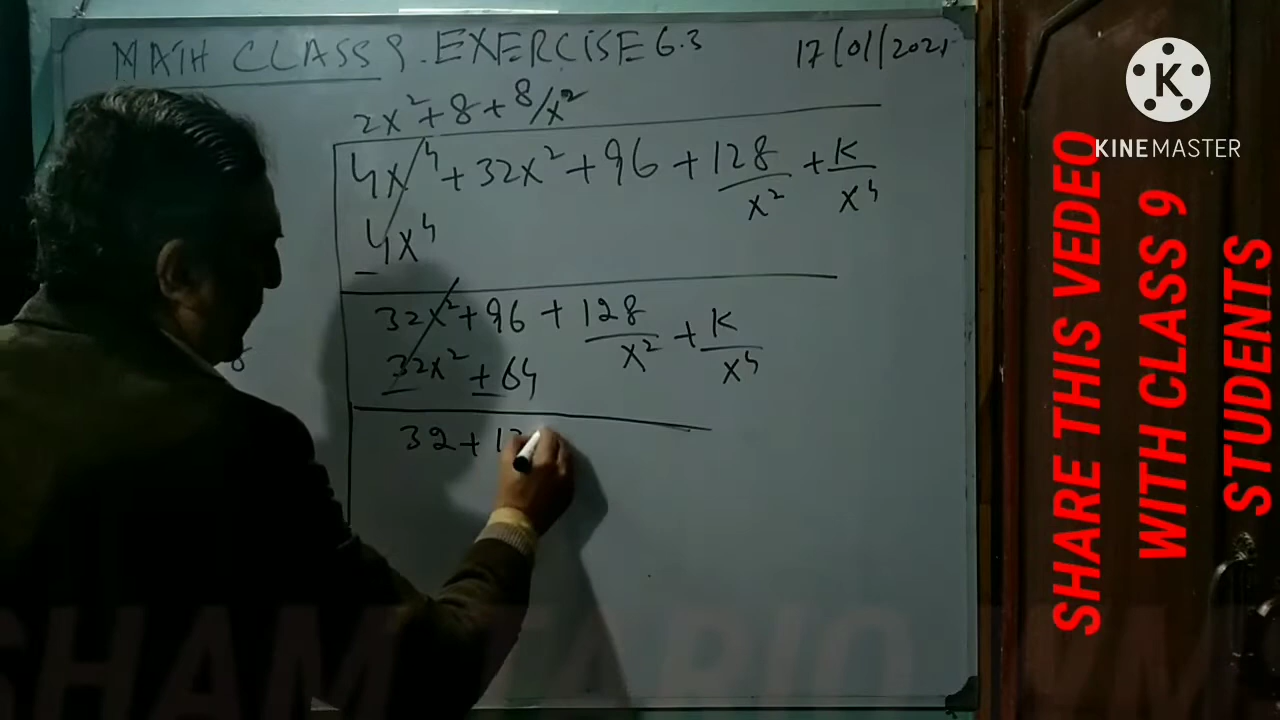 MATH CLASS 9. EXERCISE 6.3
17/01/2021
2x²+8+8/x²
4x⁴+32x²+96+128/x²+K/x⁴
4x⁴
32x²+96+128/x²+K/x⁴
32x²+64
32+12
KINEMASTER
SHARE THIS VEDEO
WITH CLASS 9
STUDENTS